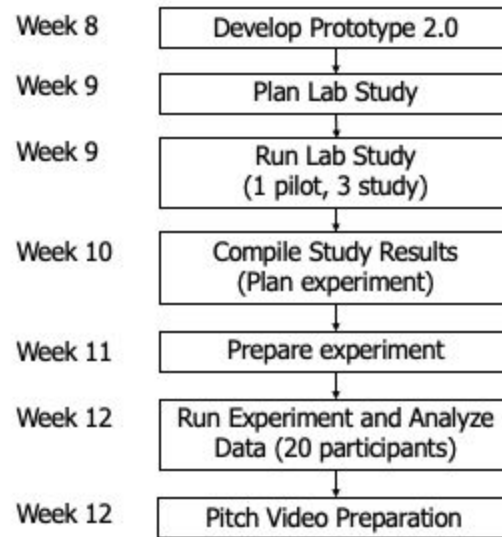 Week 8
Develop Prototype 2.0
Week 9
Plan Lab Study
Week 9
Run Lab Study
(1 pilot, 3 study)
Week 10
Compile Study Results
(Plan experiment)
Week 11
Prepare experiment
Week 12
Run Experiment and Analyze
Data (20 participants)
Week 12
Pitch Video Preparation